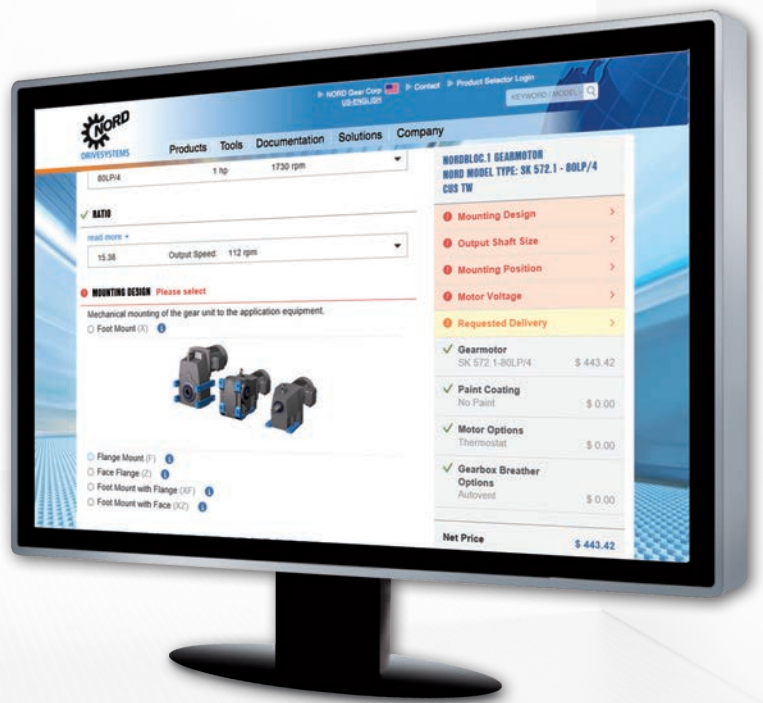 NORD Gear Corp
US-ENGLISH
Contact
Product Selector Login
KEYWORD / MODEL
NORD
DRIVESYSTEMS
Products
Tools
Documentation
Solutions
Company
80LP/4
1 hp
1730 rpm
RATIO
read more
15.38
Output Speed
112 rpm
MOUNTING DESIGN Please select
Mechanical mounting of the gear unit to the application equipment.
Foot Mount (X)
Flange Mount (F)
Face Flange (Z)
Foot Mount with Flange (XF)
Foot Mount with Face (XZ)
NORDBLOC.1 GEARMOTOR
NORD MODEL TYPE: SK 572.1 - 80LP/4
CUS TW
Mounting Design
Output Shaft Size
Mounting Position
Motor Voltage
Requested Delivery
Gearmotor
SK 572.1-80LP/4 $ 443.42
Paint Coating
No Paint $ 0.00
Motor Options
Thermostat $ 0.00
Gearbox Breather
Options
Autovent $ 0.00
Net Price $ 443.42